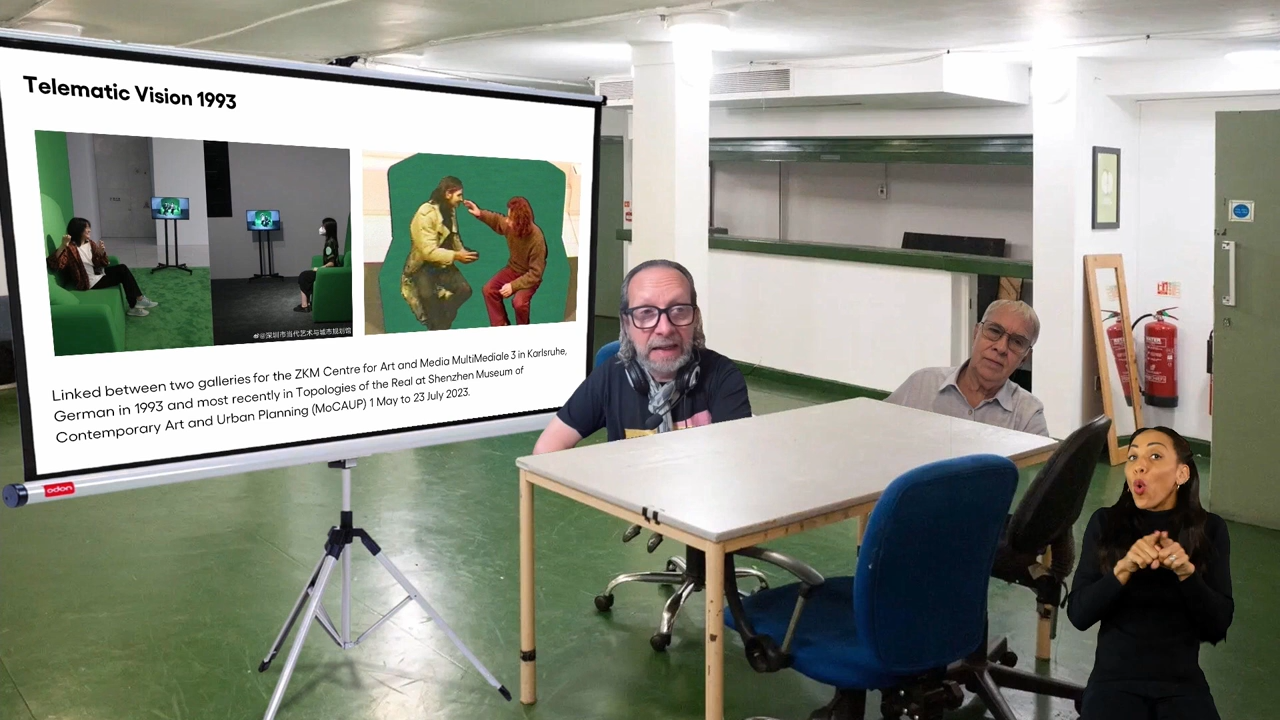 Telematic Vision 1993
@深圳市当代艺术与城市规划馆
Linked between two galleries for the ZKM Centre for Art and Media MultiMediale 3 in Karlsruhe,
German in 1993 and most recently in Topologies of the Real at Shenzhen Museum of
Contemporary Art and Urban Planning (MoCAUP) 1 May to 23 July 2023.
odon